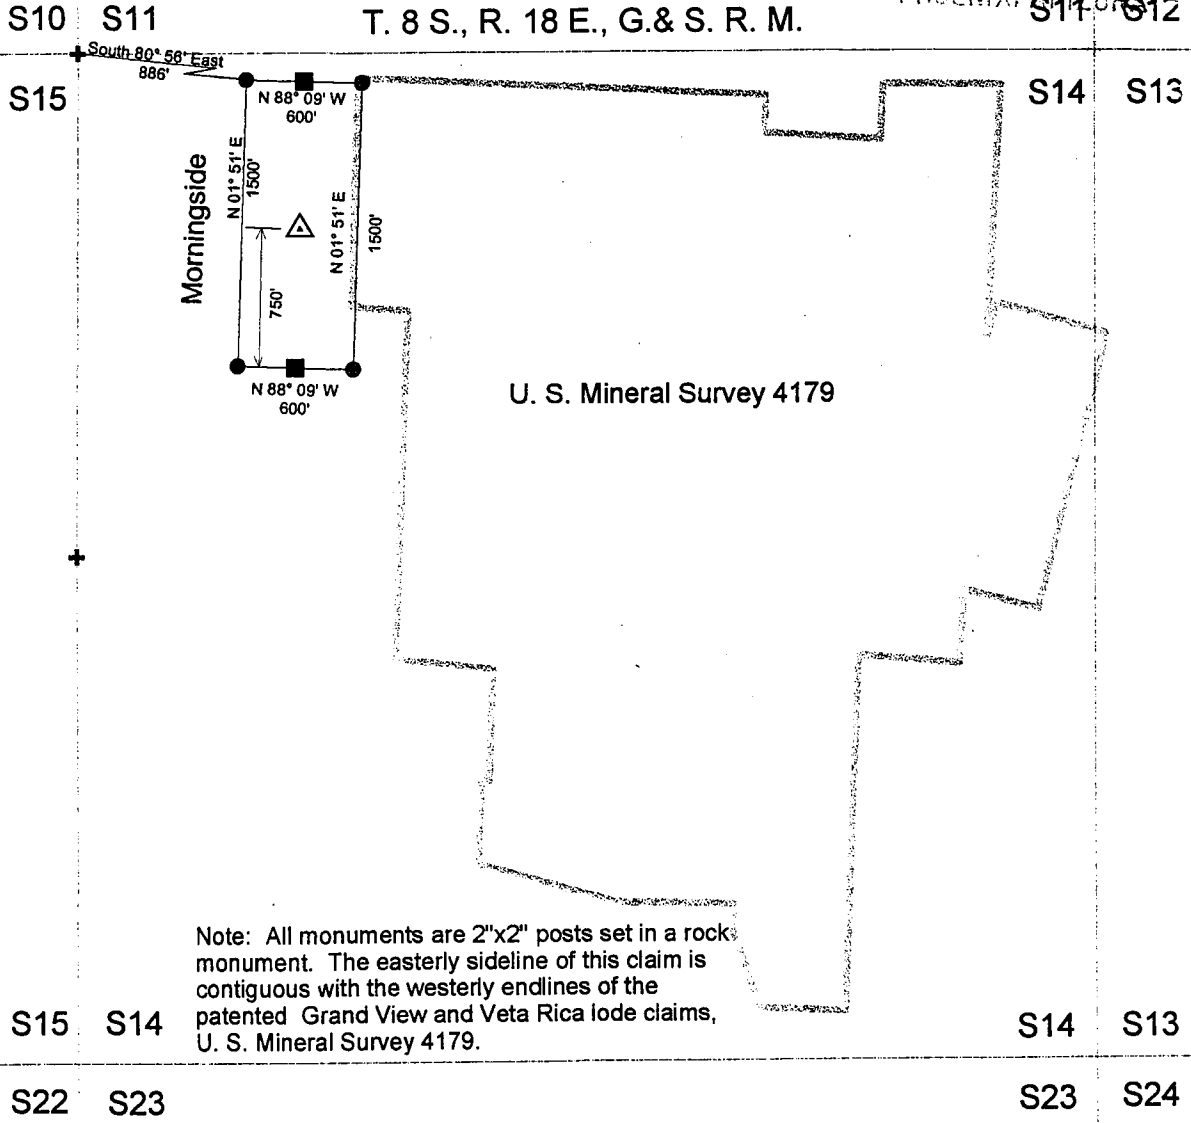 S10 S11
T. 8 S., R. 18 E., G.& S. R. M.
S11 S12
South 80° 56' East
886'
S15
N 88° 09' W
600'
S14 S13
Morningside
N 01° 51' E
1500'
N 01° 51' E
1500'
750'
N 88° 09' W
600'
U. S. Mineral Survey 4179
Note: All monuments are 2"x2" posts set in a rock
monument. The easterly sideline of this claim is
contiguous with the westerly endlines of the
patented Grand View and Veta Rica lode claims,
U. S. Mineral Survey 4179.
S15 S14
S14 S13
S22 S23
S23 S24